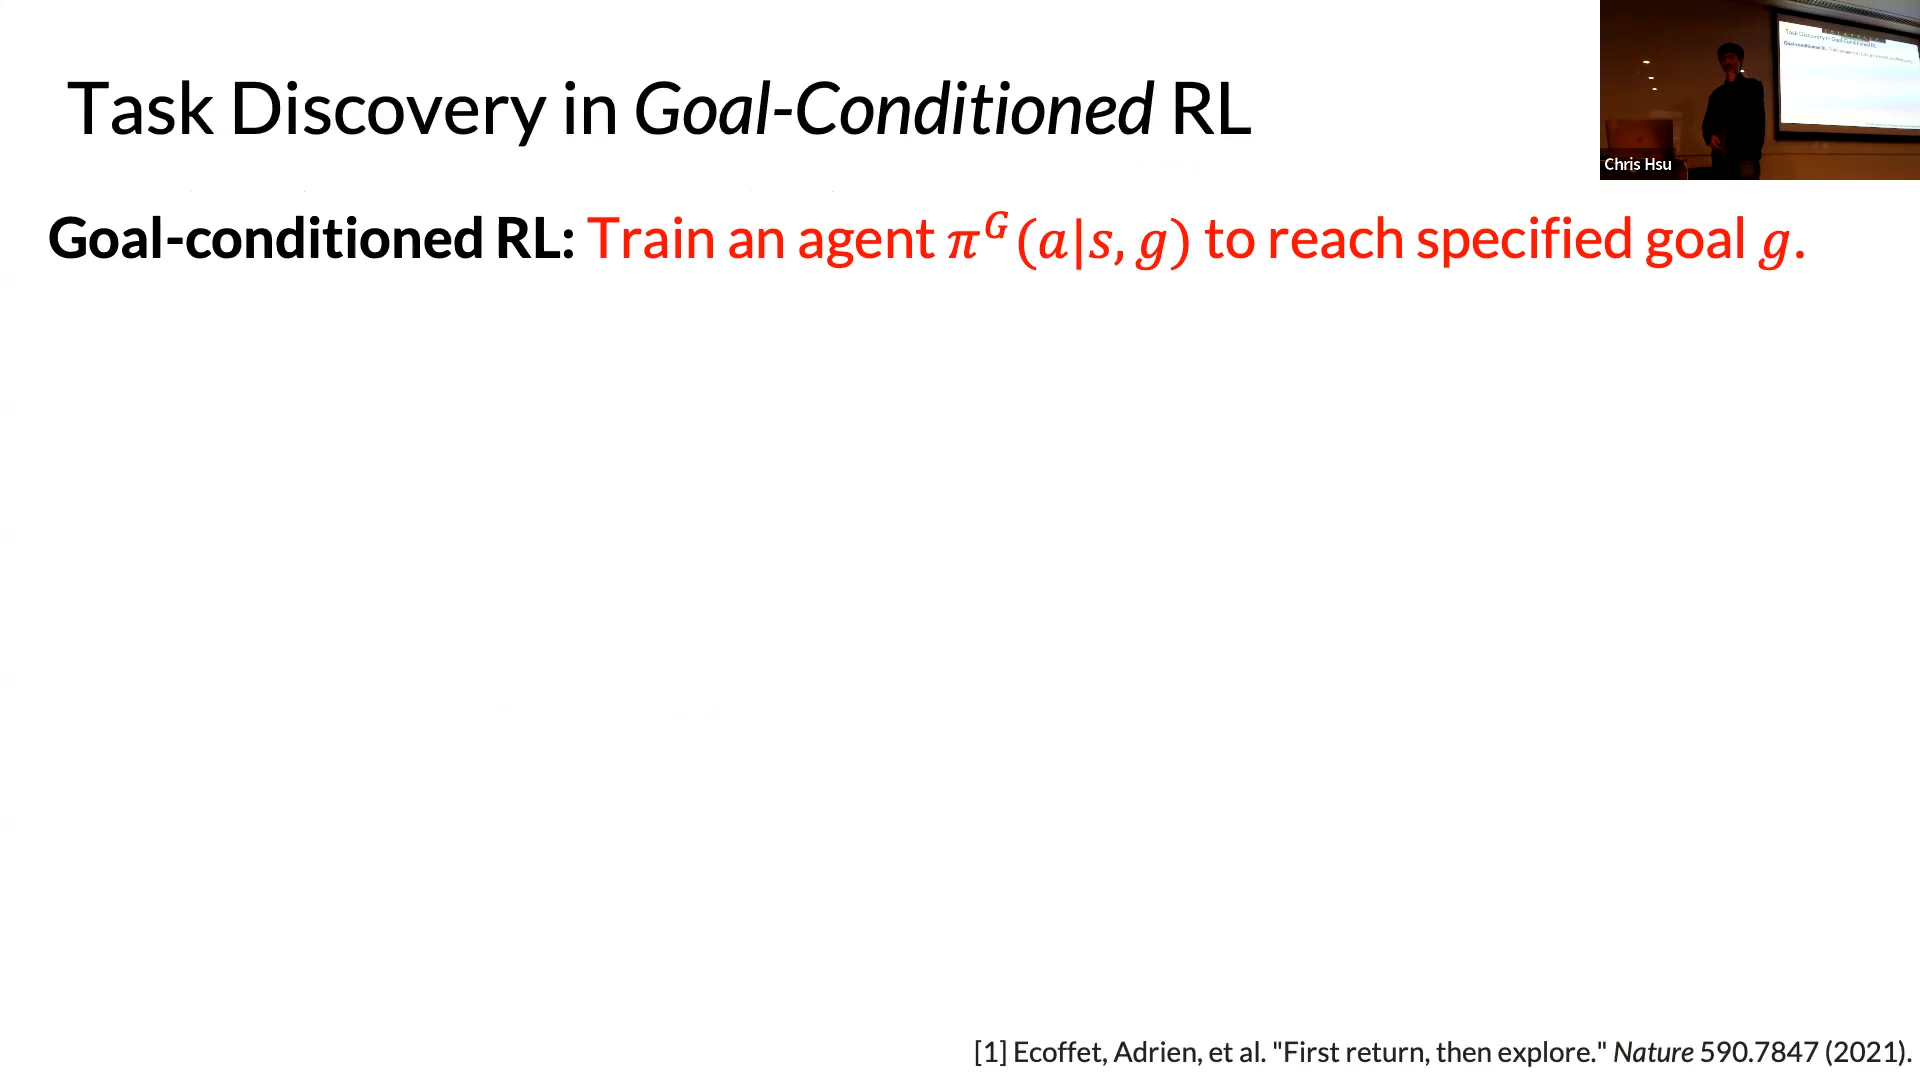 Task Discovery in Goal-Conditioned RL
Chris Hsu
Goal-conditioned RL: Train an agent π^G(a|s, g) to reach specified goal g.
[1] Ecoffet, Adrien, et al. "First return, then explore." Nature 590.7847 (2021).